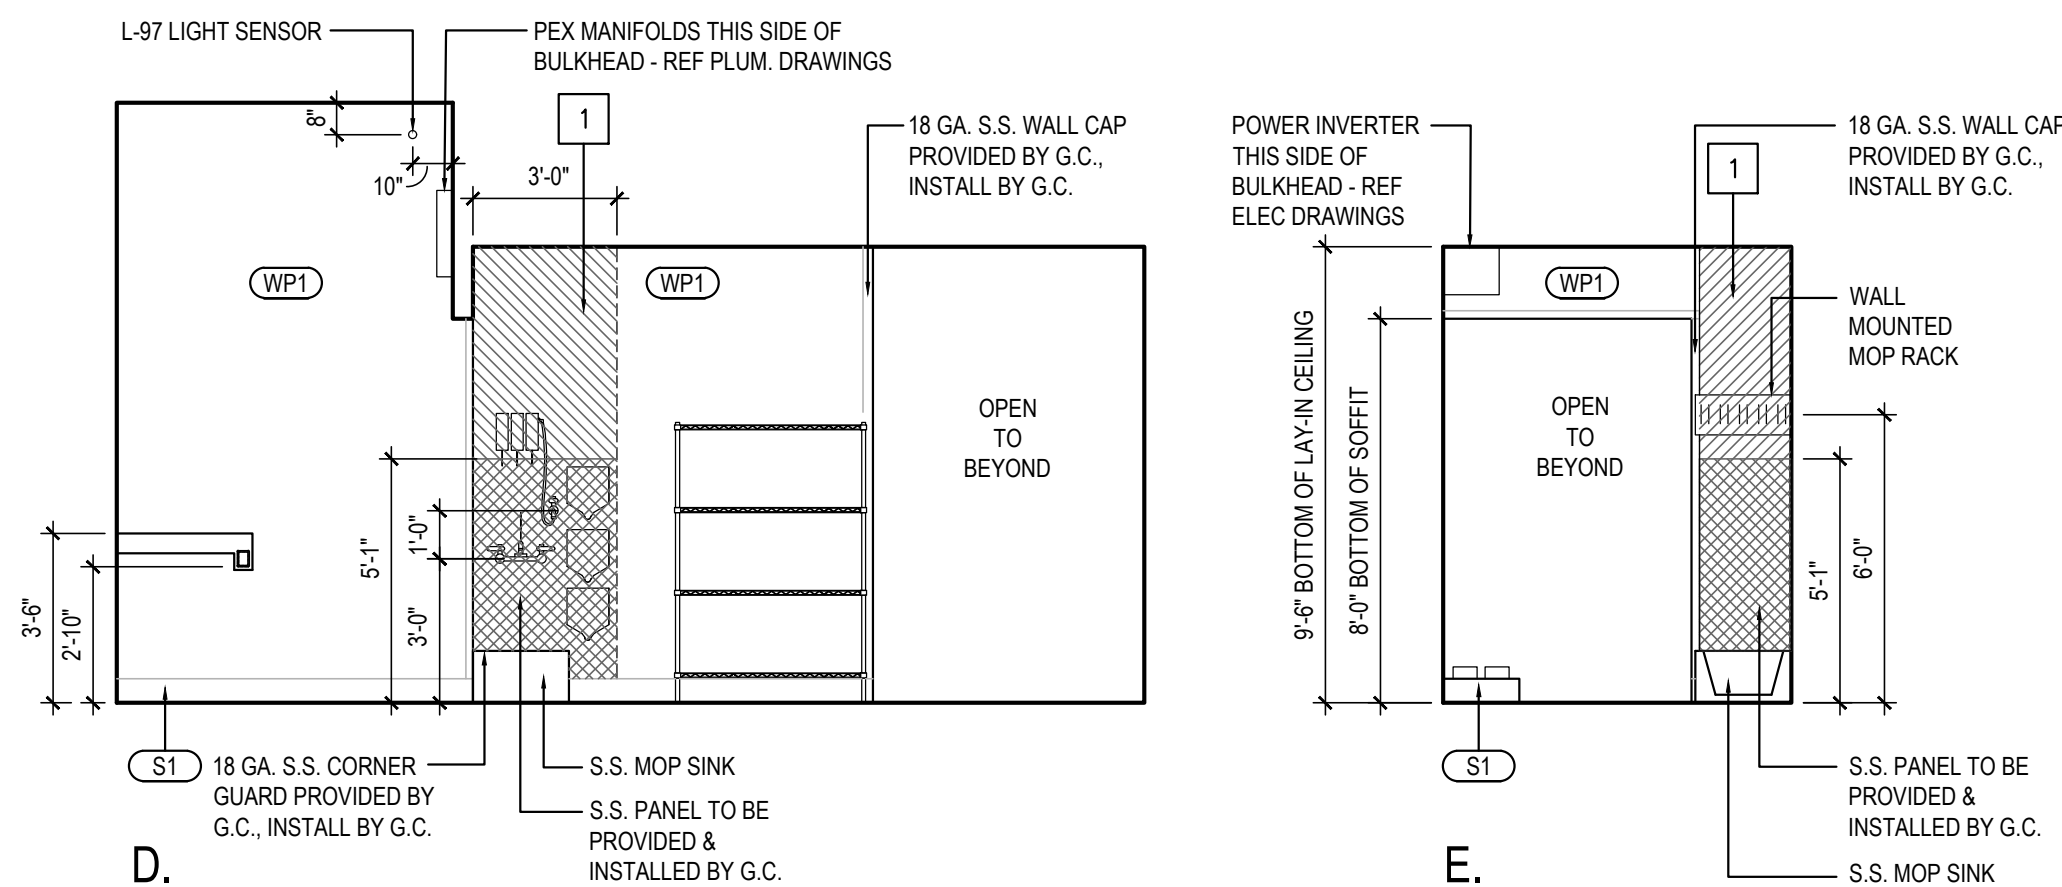 L-97 LIGHT SENSOR
PEX MANIFOLDS THIS SIDE OF
BULKHEAD - REF PLUM. DRAWINGS
1
8"
10"
3'-0"
18 GA. S.S. WALL CAP
PROVIDED BY G.C.,
INSTALL BY G.C.
WP1
WP1
OPEN
TO
BEYOND
3'-6"
2'-10"
5'-1"
1'-0"
3'-0"
S1
18 GA. S.S. CORNER
GUARD PROVIDED BY
G.C., INSTALL BY G.C.
S.S. MOP SINK
S.S. PANEL TO BE
PROVIDED &
INSTALLED BY G.C.
D.
POWER INVERTER
THIS SIDE OF
BULKHEAD - REF
ELEC DRAWINGS
1
18 GA. S.S. WALL CAP
PROVIDED BY G.C.,
INSTALL BY G.C.
WP1
WALL
MOUNTED
MOP RACK
9'-6" BOTTOM OF LAY-IN CEILING
8'-0" BOTTOM OF SOFFIT
OPEN
TO
BEYOND
5'-1"
6'-0"
S1
S.S. PANEL TO BE
PROVIDED &
INSTALLED BY G.C.
S.S. MOP SINK
E.